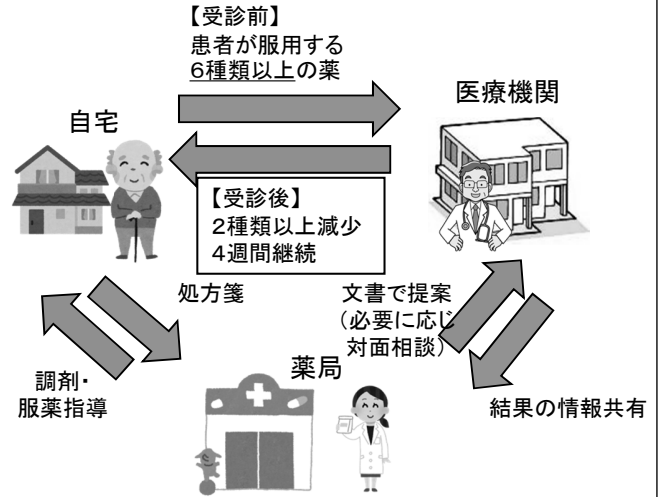 【受診前】
患者が服用する
6種類以上の薬
医療機関
自宅
【受診後】
2種類以上減少
4週間継続
処方箋
文書で提案
（必要に応じ
対面相談）
薬局
調剤・
服薬指導
結果の情報共有